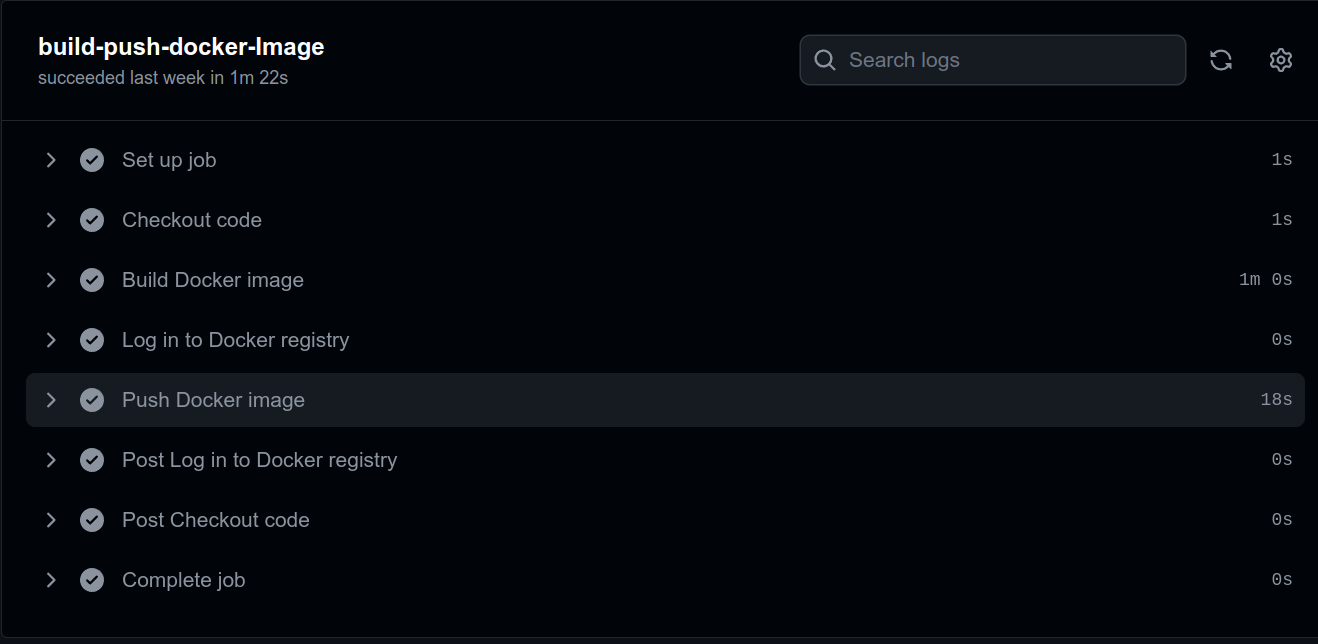 build-push-docker-Image
succeeded last week in 1m 22s
Search logs
Set up job 1s
Checkout code 1s
Build Docker image 1m 0s
Log in to Docker registry 0s
Push Docker image 18s
Post Log in to Docker registry 0s
Post Checkout code 0s
Complete job 0s